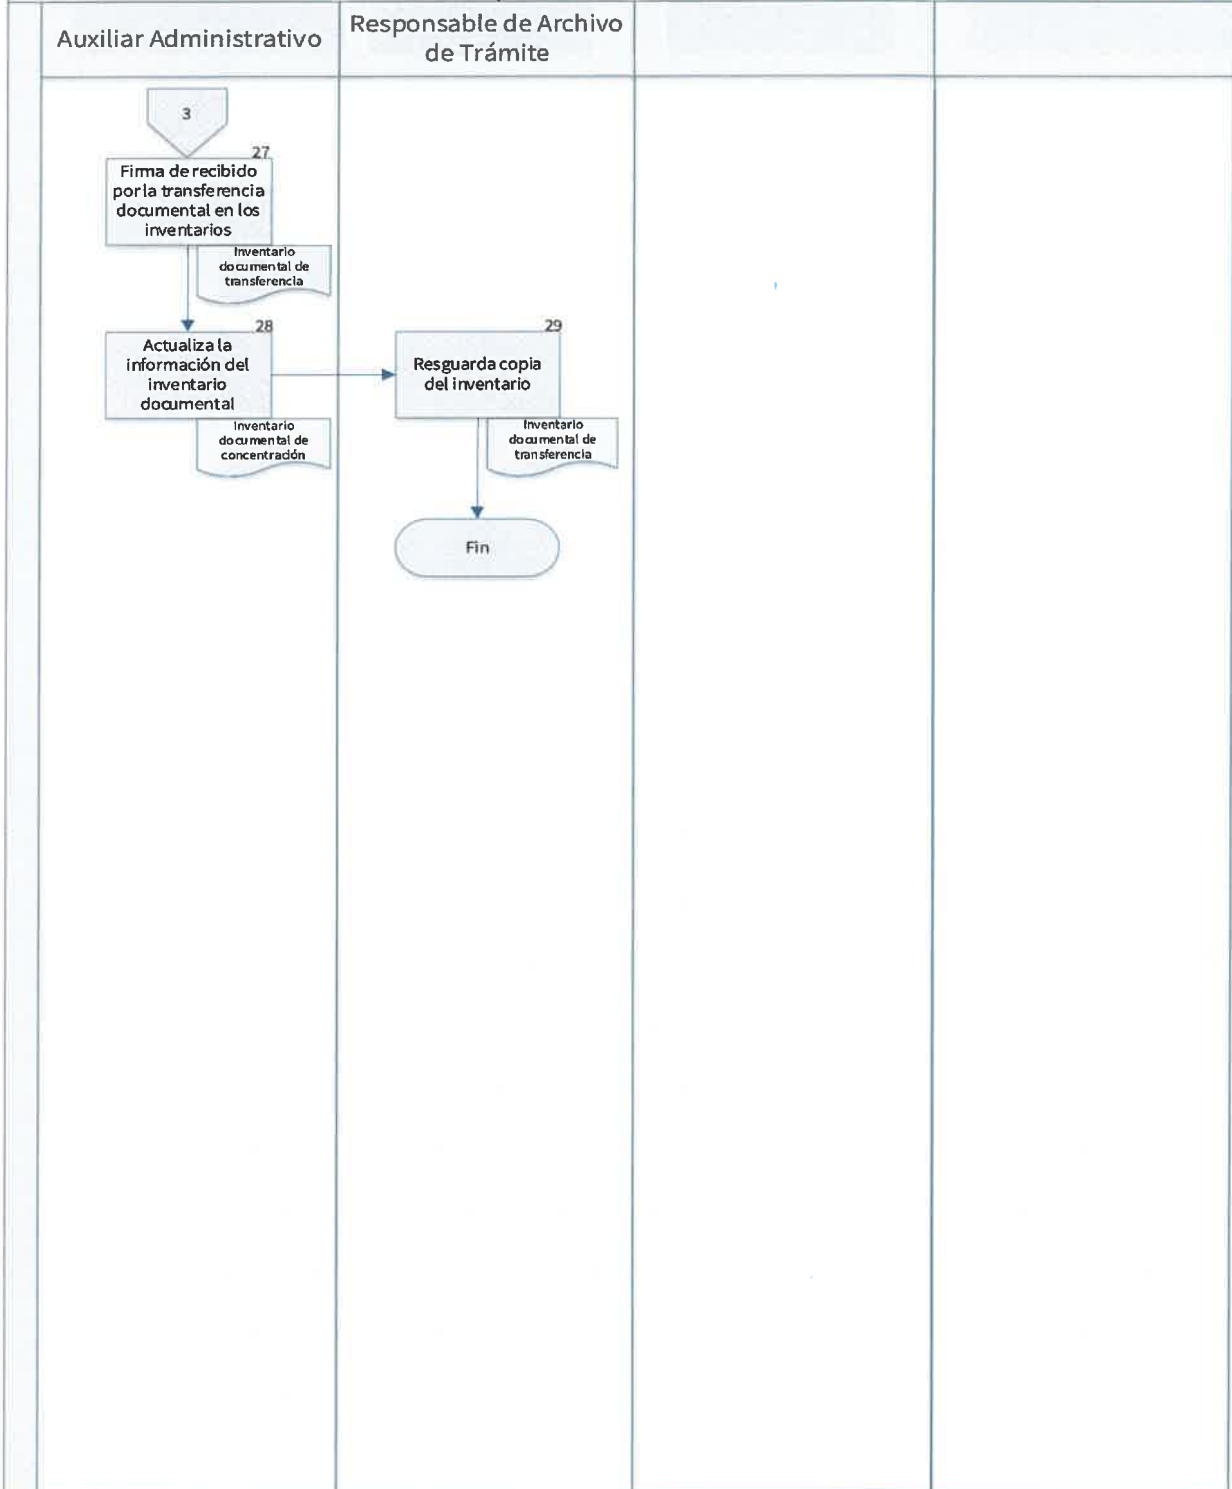 Auxiliar Administrativo
Responsable de Archivo
de Trámite
3
27
Firma de recibido
por la transferencia
documental en los
inventarios
Inventario
documental de
transferencia
28
Actualiza la
información del
inventario
documental
Inventario
documental de
concentración
29
Resguarda copia
del inventario
Inventario
documental de
transferencia
Fin